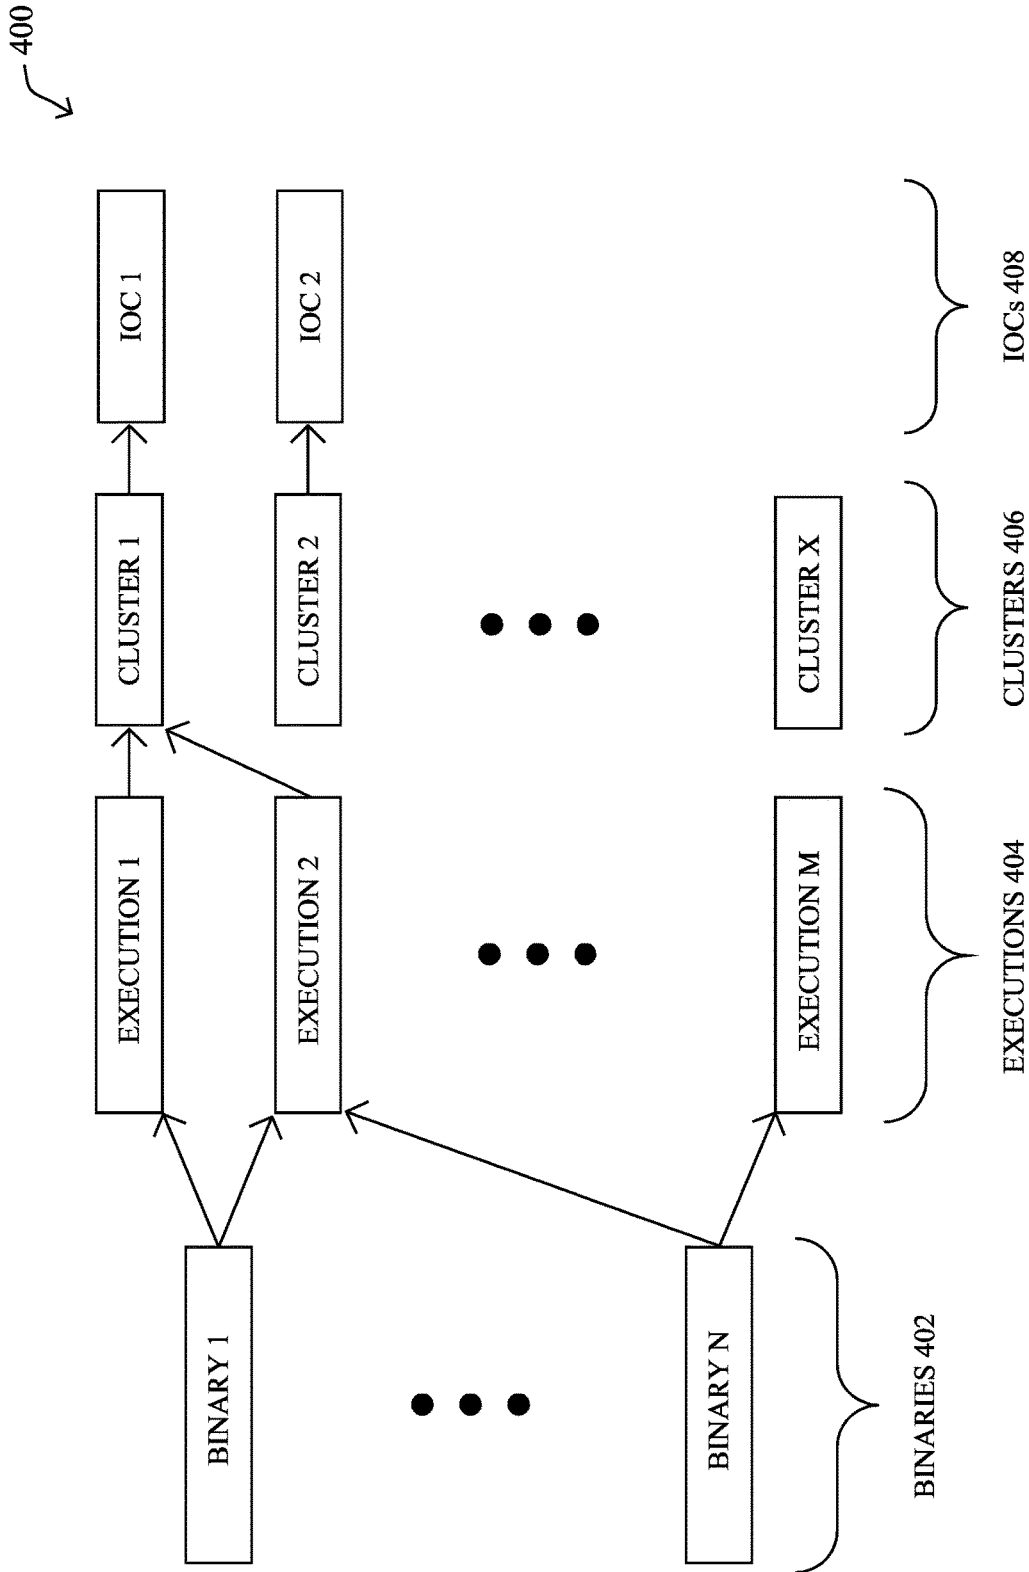 400
BINARY 1
BINARY N
BINARIES 402
EXECUTION 1
EXECUTION 2
EXECUTION M
EXECUTIONS 404
CLUSTER 1
CLUSTER 2
CLUSTER X
CLUSTERS 406
IOC 1
IOC 2
IOCs 408